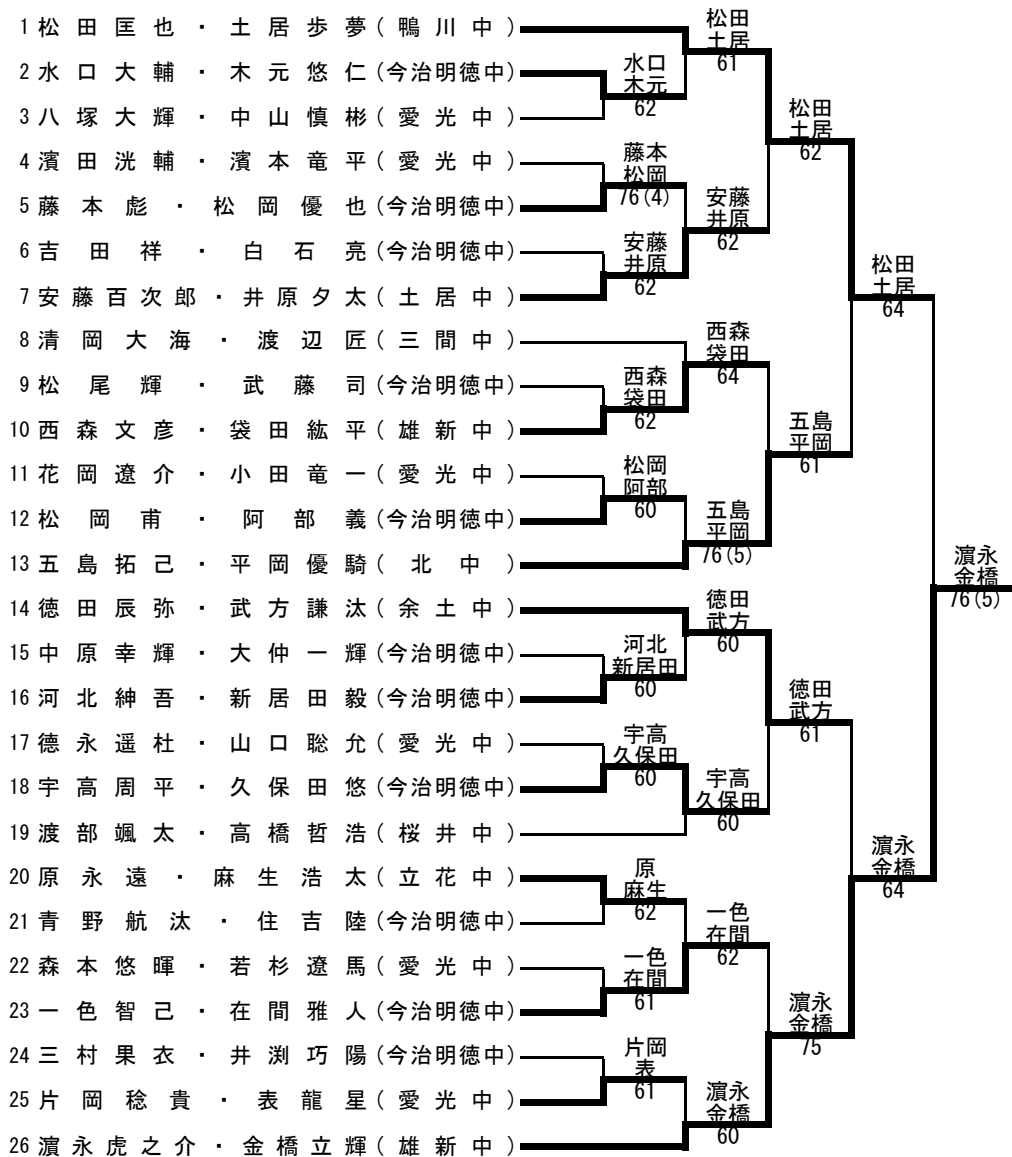 1 松田匡也・土居歩夢(鴨川中)
2 水口大輔・木元悠仁(今治明徳中)
3 八塚大輝・中山慎彬(愛光中)
4 濱田洸輔・濱本竜平(愛光中)
5 藤本彪・松岡優也(今治明徳中)
6 吉田祥・白石亮(今治明徳中)
7 安藤百次郎・井原夕太(土居中)
8 清岡大海・渡辺匠(三間中)
9 松尾輝・武藤司(今治明徳中)
10 西森文彦・袋田紘平(雄新中)
11 花岡遼介・小田竜一(愛光中)
12 松岡甫・阿部義(今治明徳中)
13 五島拓己・平岡優騎(北中)
14 徳田辰弥・武方謙汰(余土中)
15 中原幸輝・大仲一輝(今治明徳中)
16 河北紳吾・新居田毅(今治明徳中)
17 德永遥杜・山口聡允(愛光中)
18 宇高周平・久保田悠(今治明徳中)
19 渡部颯太・高橋哲浩(桜井中)
20 原永遠・麻生浩太(立花中)
21 青野航汰・住吉陸(今治明徳中)
22 森本悠暉・若杉遼馬(愛光中)
23 一色智己・在間雅人(今治明徳中)
24 三村果衣・井渕巧陽(今治明徳中)
25 片岡稔貴・表龍星(愛光中)
26 濵永虎之介・金橋立輝(雄新中)
水口
木元
62
藤本
松岡
76(4)
安藤
井原
62
西森
袋田
62
松岡
阿部
60
河北
新居田
60
宇高
久保田
60
原
麻生
62
一色
在間
61
片岡
表
61
松田
土居
61
安藤
井原
62
西森
袋田
64
五島
平岡
76(5)
徳田
武方
60
宇高
久保田
60
一色
在間
62
濵永
金橋
60
松田
土居
62
五島
平岡
61
徳田
武方
61
濵永
金橋
75
松田
土居
64
濵永
金橋
64
濵永
金橋
76(5)